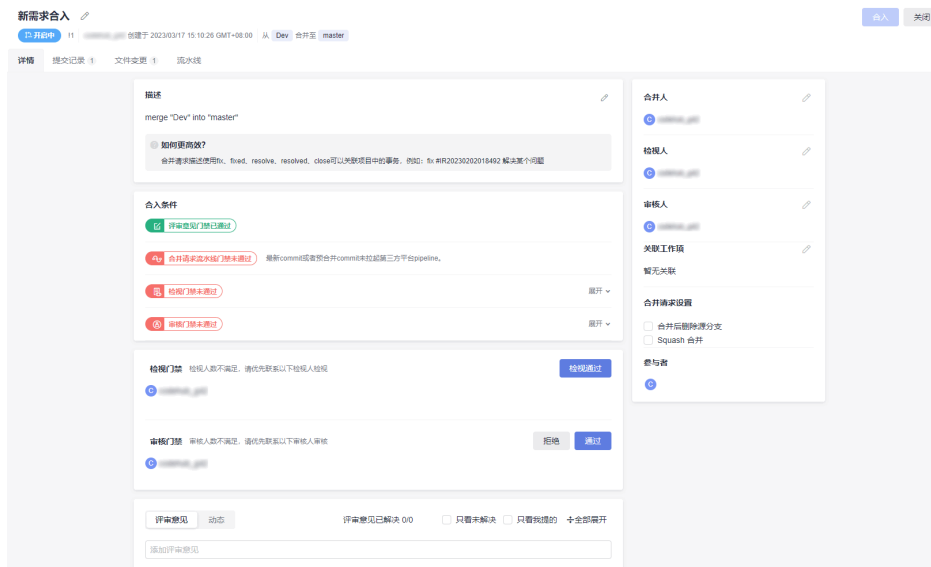 新需求合入
合入 关闭
开启中 !1 创建于 2023/03/17 15:10:26 GMT+08:00 从 Dev 合并至 master
详情 提交记录 1 文件变更 1 流水线
描述
merge "Dev" into "master"
如何更高效?
合并请求描述使用fix、fixed、resolve、resolved、close可以关联项目中的事务，例如：fix #IR20230202018492 解决某个问题
合入条件
评审意见门禁已通过
合并请求流水线门禁未通过 最新commit或者预合并commit未拉起第三方平台pipeline。
检视门禁未通过 展开
审核门禁未通过 展开
检视门禁 检视人数不满足，请优先联系以下检视人检视 检视通过
C
审核门禁 审核人数不满足，请优先联系以下审核人审核 拒绝 通过
C
评审意见 动态 评审意见已解决 0/0 只看未解决 只看我提的 全部展开
添加评审意见
合并人
C
检视人
C
审核人
C
关联工作项
暂无关联
合并请求设置
合并后删除源分支
Squash 合并
参与者
C